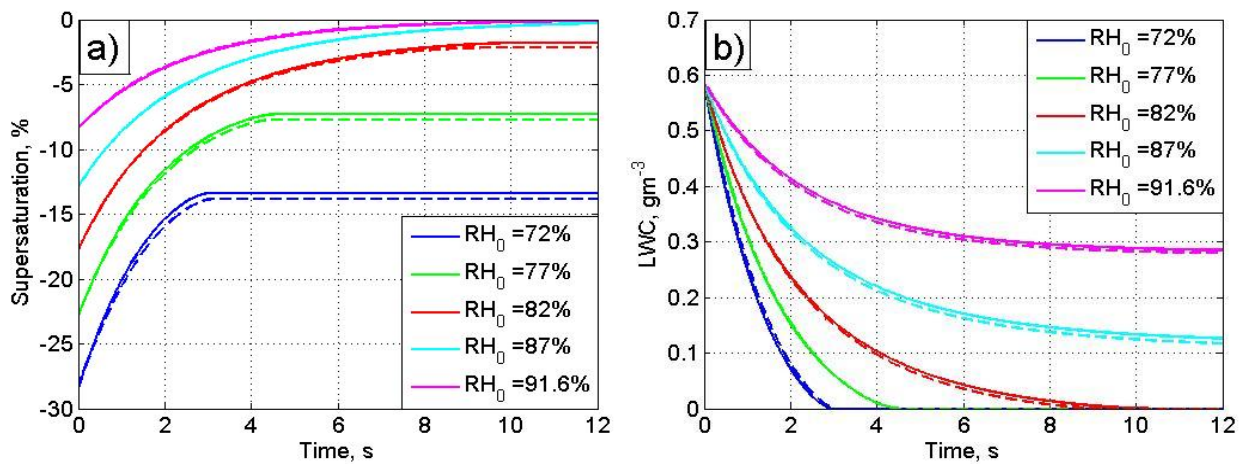 a)
Supersaturation, %
0
-5
-10
-15
-20
-25
-30
0 2 4 6 8 10 12
Time, s
RH0 =72%
RH0 =77%
RH0 =82%
RH0 =87%
RH0 =91.6%
b)
LWC, gm-3
0.7
0.6
0.5
0.4
0.3
0.2
0.1
0
0 2 4 6 8 10 12
Time, s
RH0 =72%
RH0 =77%
RH0 =82%
RH0 =87%
RH0 =91.6%